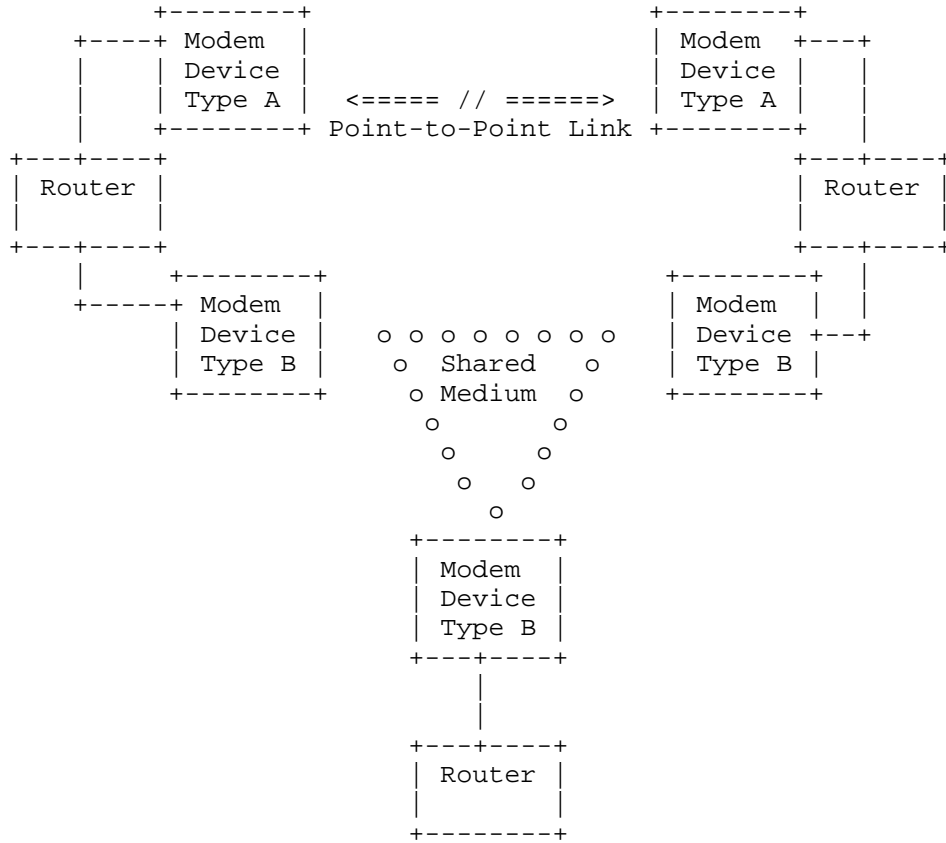 Modem Modem
Device Device
Type A <===== // ======> Type A
Point-to-Point Link
Router Router
Modem Modem
Device o o o o o o o o Device
Type B o Shared o Type B
o Medium o
o o
o o
o o
o
Modem
Device
Type B
Router